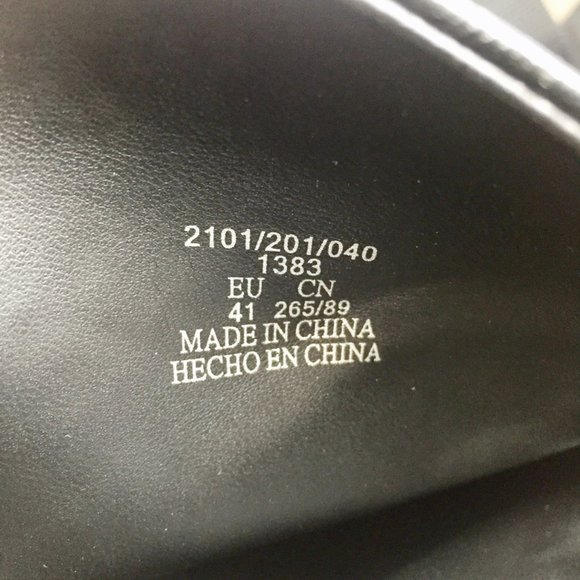 2101/201/040
1383
EU CN
41 265/89
MADE IN CHINA
HECHO EN CHINA